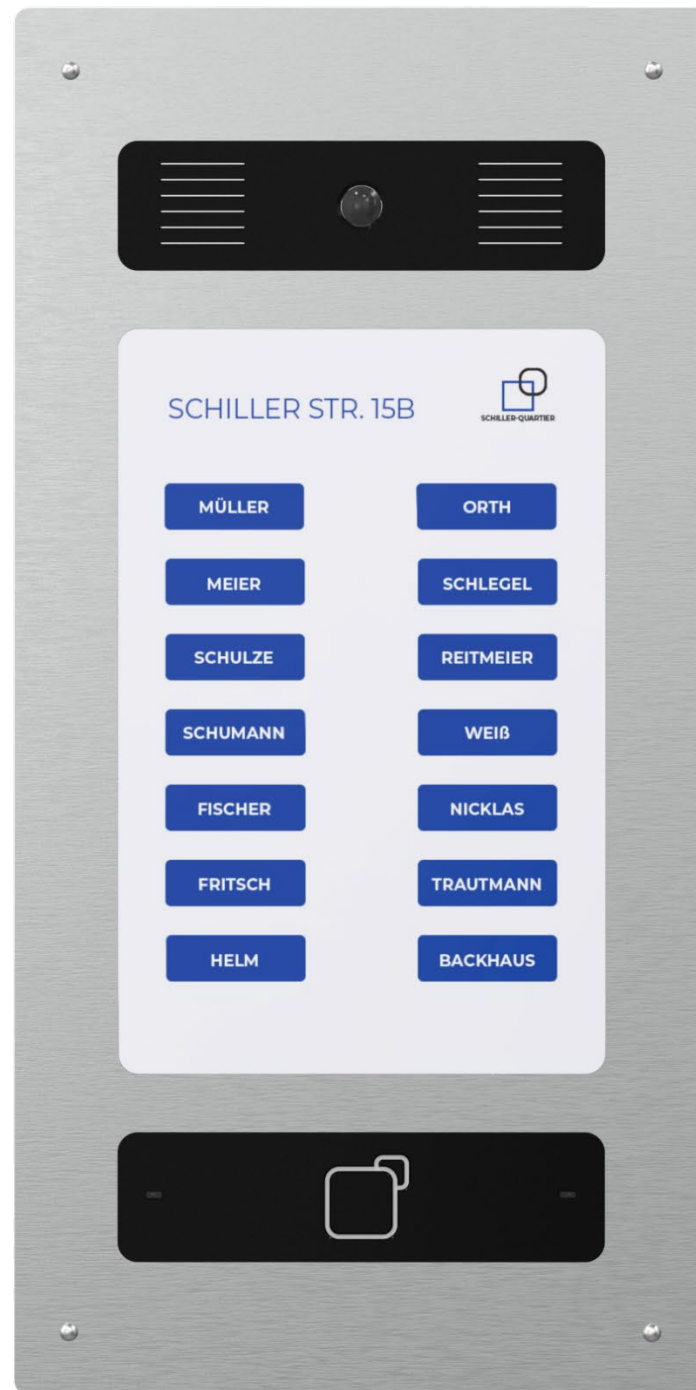 SCHILLER STR. 15B
SCHILLER-QUARTIER
MÜLLER
ORTH
MEIER
SCHLEGEL
SCHULZE
REITMEIER
SCHUMANN
WEIß
FISCHER
NICKLAS
FRITSCH
TRAUTMANN
HELM
BACKHAUS